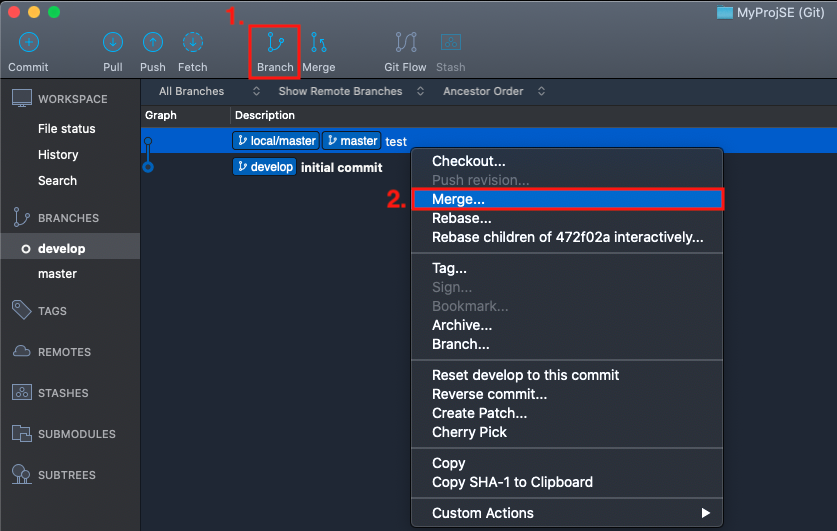 1.
MyProjSE (Git)
Commit Pull Push Fetch Branch Merge Git Flow Stash
All Branches Show Remote Branches Ancestor Order
Graph Description
local/master master test
develop initial commit
WORKSPACE
File status
History
Search
BRANCHES
develop
master
TAGS
REMOTES
STASHES
SUBMODULES
SUBTREES
Checkout...
Push revision...
2. Merge...
Rebase...
Rebase children of 472f02a interactively...
Tag...
Sign...
Bookmark...
Archive...
Branch...
Reset develop to this commit
Reverse commit...
Create Patch...
Cherry Pick
Copy
Copy SHA-1 to Clipboard
Custom Actions